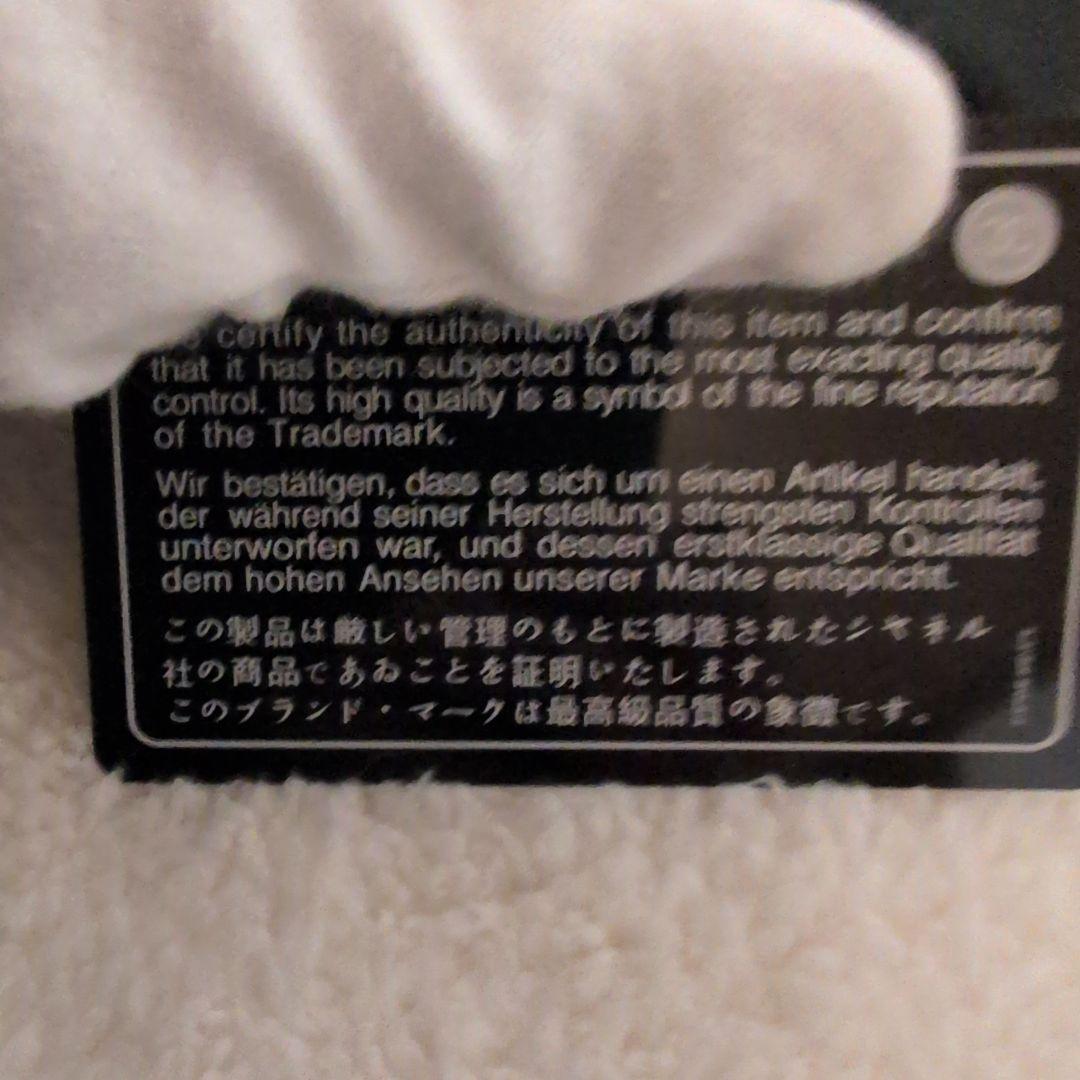 certify the authenticity of this item and confirm
that it has been subjected to the most exacting quality
control. Its high quality is a symbol of the fine reputation
of the Trademark.
Wir bestätigen, dass es sich um einen Artikel handelt,
der während seiner Herstellung strengsten Kontrollen
unterworfen war, und dessen erstklassige Qualität
dem hohen Ansehen unserer Marke entspricht.
この製品は厳しい管理のもとに製造されたシャネル
社の商品であゐことを証明いたします。
このブランド・マークは最高級品質の象徴です。